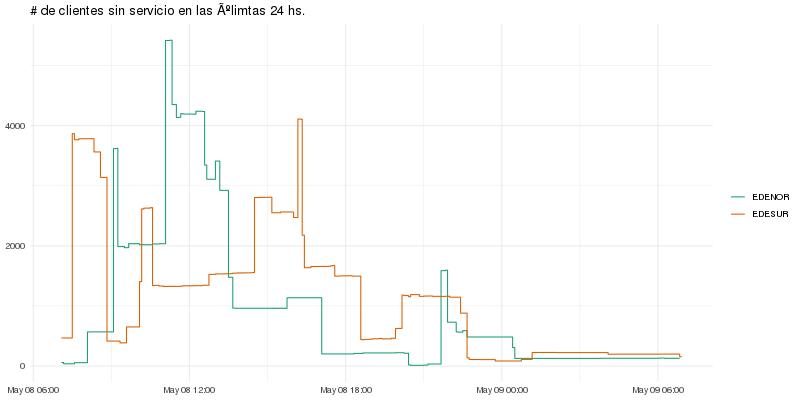 # de clientes sin servicio en las Ãºlimtas 24 hs.
4000
2000
0
May 08 06:00
May 08 12:00
May 08 18:00
May 09 00:00
May 09 06:00
EDENOR
EDESUR